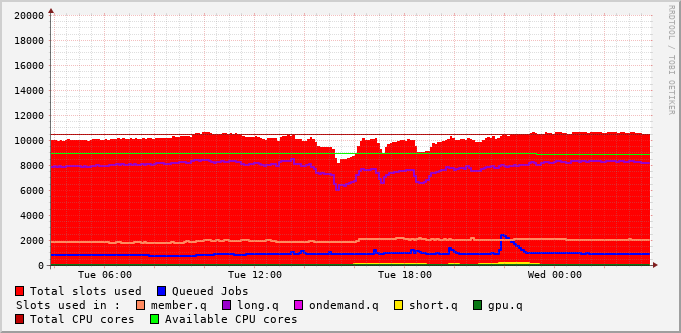 20000
18000
16000
14000
12000
10000
8000
6000
4000
2000
0
Tue 06:00 Tue 12:00 Tue 18:00 Wed 00:00
Total slots used Queued Jobs
Slots used in : member.q long.q ondemand.q short.q gpu.q
Total CPU cores Available CPU cores
RRDTOOL / TOBI OETIKER